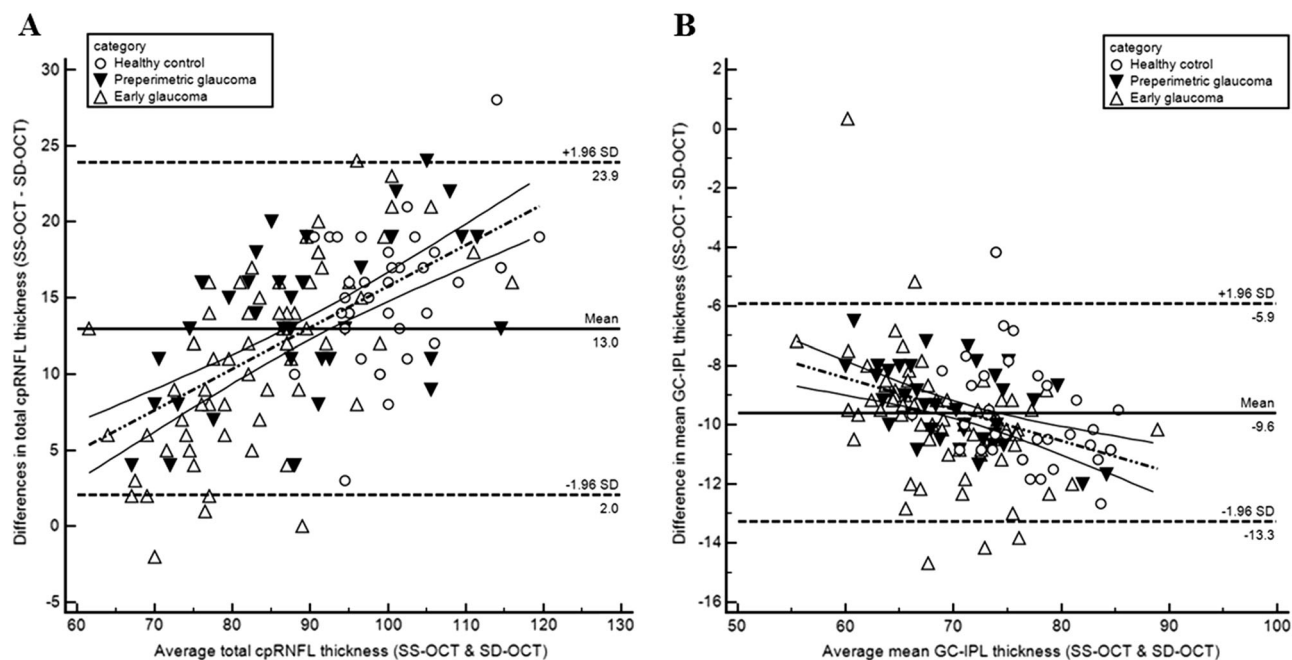 A
category
Healthy control
Preperimetric glaucoma
Early glaucoma
Differences in total cpRNFL thickness (SS-OCT - SD-OCT)
30
25
20
15
10
5
0
-5
+1.96 SD
23.9
Mean
13.0
-1.96 SD
2.0
60 70 80 90 100 110 120 130
Average total cpRNFL thickness (SS-OCT & SD-OCT)
B
category
Healthy cotrol
Preperimetric glaucoma
Early glaucoma
Difference in mean GC-IPL thickness (SS-OCT - SD-OCT)
2
0
-2
-4
-6
-8
-10
-12
-14
-16
+1.96 SD
-5.9
Mean
-9.6
-1.96 SD
-13.3
50 60 70 80 90 100
Average mean GC-IPL thickness (SS-OCT & SD-OCT)